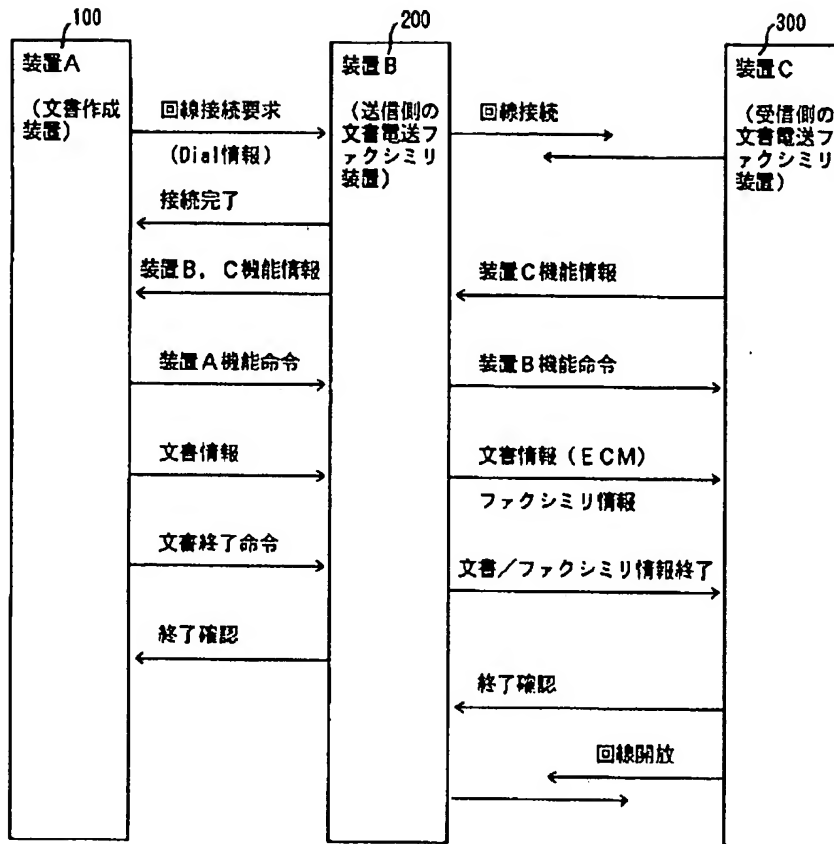 100
200
300
装置A
(文書作成
装置)
装置B
(送信側の
文書電送フ
ァクシミリ
装置)
装置C
(受信側の
文書電送フ
ァクシミリ
装置)
回線接続要求
(Dial情報)
回線接続
接続完了
装置B,C機能情報
装置C機能情報
装置A機能命令
装置B機能命令
文書情報
文書情報(ECM)
ファクシミリ情報
文書終了命令
文書/ファクシミリ情報終了
終了確認
終了確認
回線開放